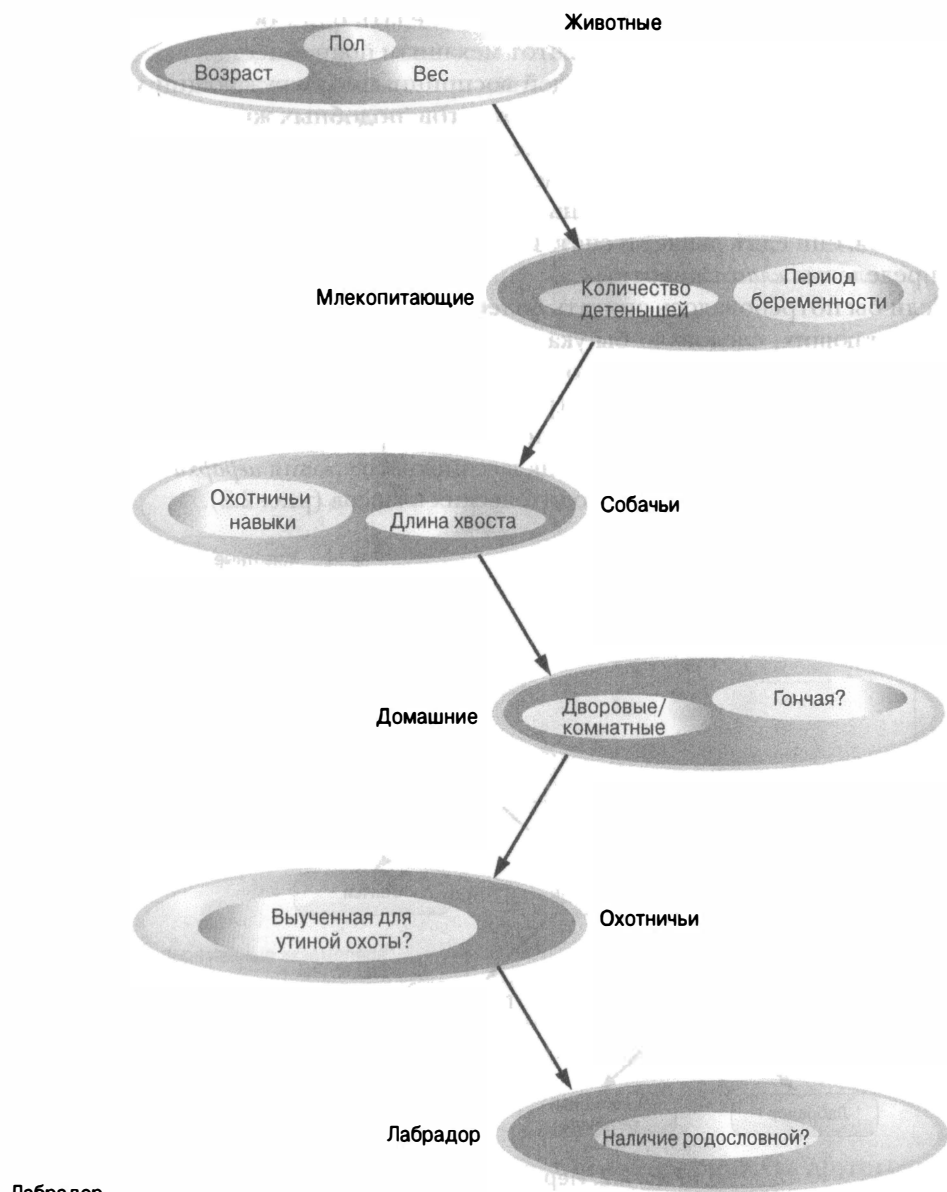 Животные
Пол
Возраст
Вес
Млекопитающие
Количество
детенышей
Период
беременности
Охотничьи
навыки
Длина хвоста
Собачьи
Домашние
Дворовые/
комнатные
Гончая?
Выученная для
утиной охоты?
Охотничьи
Лабрадор
Наличие родословной?
Лабрадор